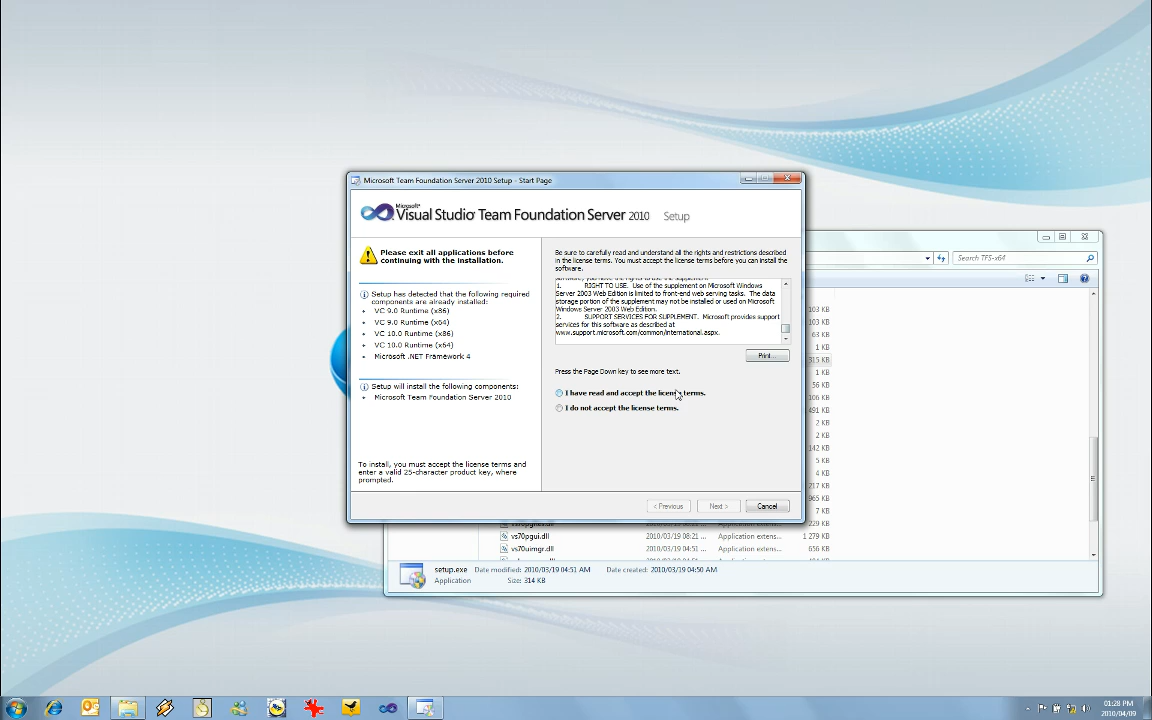 Microsoft Team Foundation Server 2010 Setup - Start Page
Microsoft®
Visual Studio Team Foundation Server 2010 Setup
Please exit all applications before
continuing with the installation.
Setup has detected that the following required
components are already installed:
• VC 9.0 Runtime (x86)
• VC 9.0 Runtime (x64)
• VC 10.0 Runtime (x86)
• VC 10.0 Runtime (x64)
• Microsoft .NET Framework 4
Setup will install the following components:
• Microsoft Team Foundation Server 2010
To install, you must accept the license terms and
enter a valid 25-character product key, where
prompted.
Be sure to carefully read and understand all the rights and restrictions described
in the license terms. You must accept the license terms before you can install the
software.
1. RIGHT TO USE. Use of the supplement on Microsoft Windows
Server 2003 Web Edition is limited to front-end web serving tasks. The data
storage portion of the supplement may not be installed or used on Microsoft
Windows Server 2003 Web Edition.
2. SUPPORT SERVICES FOR SUPPLEMENT. Microsoft provides support
services for this software as described at
www.support.microsoft.com/common/international.aspx.
Print...
Press the Page Down key to see more text.
I have read and accept the license terms.
I do not accept the license terms.
< Previous
Next >
Cancel
Search TFS-x64
103 KB
103 KB
63 KB
1 KB
315 KB
1 KB
56 KB
106 KB
491 KB
2 KB
2 KB
142 KB
5 KB
4 KB
217 KB
965 KB
7 KB
229 KB
vs70pgui.dll 2010/03/19 08:21 ... Application extens... 1 279 KB
vs70uimgr.dll 2010/03/19 04:51 ... Application extens... 656 KB
setup.exe Date modified: 2010/03/19 04:51 AM Date created: 2010/03/19 04:50 AM
Application Size: 314 KB
01:28 PM
2010/04/09